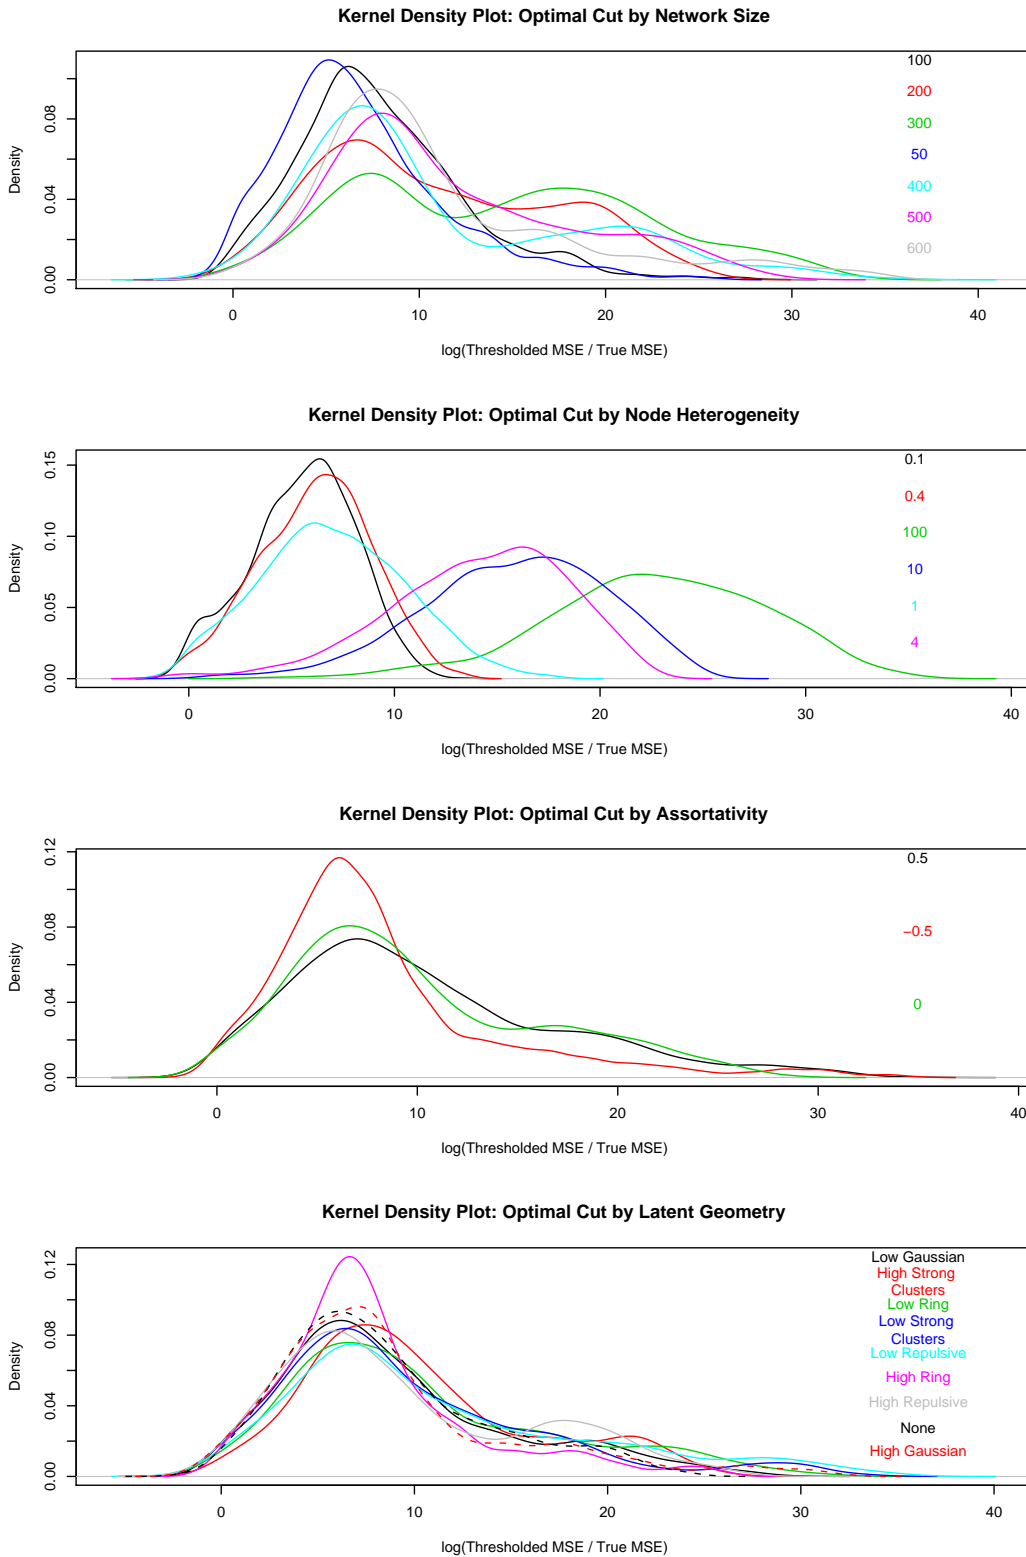 Kernel Density Plot: Optimal Cut by Network Size
Density
0.00
0.04
0.08
100
200
300
50
400
500
600
0
10
20
30
40
log(Thresholded MSE / True MSE)
Kernel Density Plot: Optimal Cut by Node Heterogeneity
Density
0.00
0.05
0.10
0.15
0.1
0.4
100
10
1
4
0
10
20
30
40
log(Thresholded MSE / True MSE)
Kernel Density Plot: Optimal Cut by Assortativity
Density
0.00
0.04
0.08
0.12
0.5
−0.5
0
0
10
20
30
40
log(Thresholded MSE / True MSE)
Kernel Density Plot: Optimal Cut by Latent Geometry
Density
0.00
0.04
0.08
0.12
Low Gaussian
High Strong
Clusters
Low Ring
Low Strong
Clusters
Low Repulsive
High Ring
High Repulsive
None
High Gaussian
0
10
20
30
40
log(Thresholded MSE / True MSE)